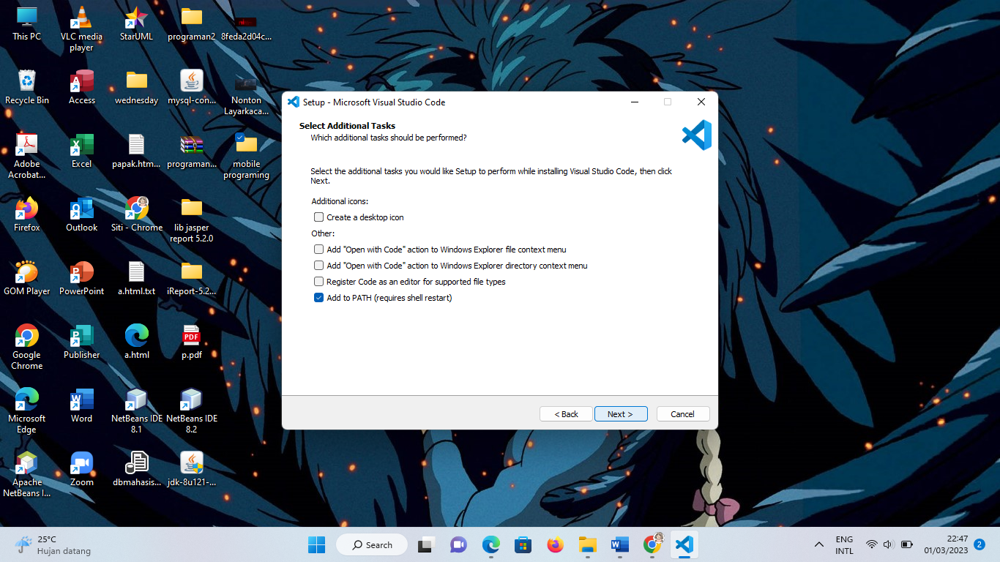 This PC
VLC media
player
StarUML
programan2
8feda2d04c...
Recycle Bin
Access
wednesday
mysql-con...
Nonton
Layarkaca...
Adobe
Acrobat...
Excel
papak.htm...
programan...
mobile
programing
Firefox
Outlook
Siti - Chrome
lib jasper
report 5.2.0
GOM Player
PowerPoint
a.html.txt
iReport-5.2...
Google
Chrome
Publisher
a.html
PDF
p.pdf
Microsoft
Edge
Word
NetBeans IDE
8.1
NetBeans IDE
8.2
Apache
NetBeans I...
Zoom
dbmahasis...
jdk-8u121-...
Setup - Microsoft Visual Studio Code
Select Additional Tasks
Which additional tasks should be performed?
Select the additional tasks you would like Setup to perform while installing Visual Studio Code, then click
Next.
Additional icons:
Create a desktop icon
Other:
Add "Open with Code" action to Windows Explorer file context menu
Add "Open with Code" action to Windows Explorer directory context menu
Register Code as an editor for supported file types
Add to PATH (requires shell restart)
< Back
Next >
Cancel
25°C
Hujan datang
Search
ENG
INTL
22:47
01/03/2023
2